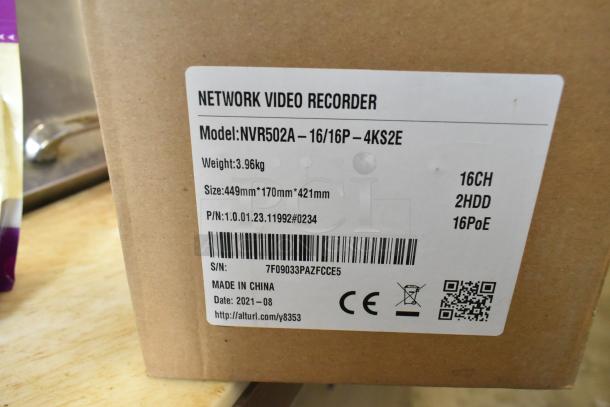 NETWORK VIDEO RECORDER
Model:NVR502A-16/16P-4KS2E
Weight:3.96kg
16CH
Size:449mm*170mm*421mm
2HDD
P/N:1.0.01.23.11992#0234
16PoE
S/N: 7F09033PAZFCCE5
MADE IN CHINA
Date: 2021-08
http://alturl.com/y8353
CE